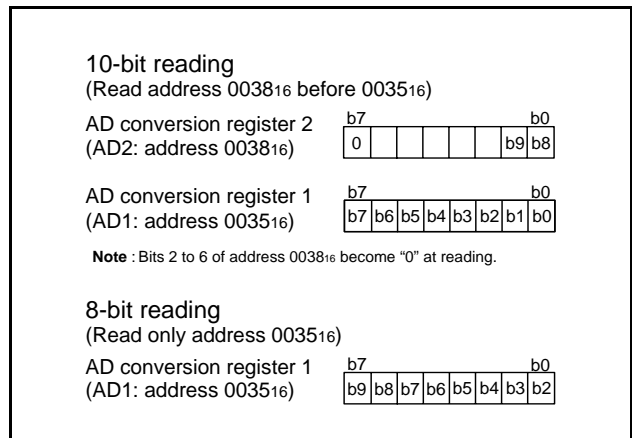 10-bit reading
(Read address 003816 before 003516)
AD conversion register 2
(AD2: address 003816)
b7 b0
0 b9 b8
AD conversion register 1
(AD1: address 003516)
b7 b0
b7 b6 b5 b4 b3 b2 b1 b0
Note : Bits 2 to 6 of address 003816 become “0” at reading.
8-bit reading
(Read only address 003516)
AD conversion register 1
(AD1: address 003516)
b7 b0
b9 b8 b7 b6 b5 b4 b3 b2